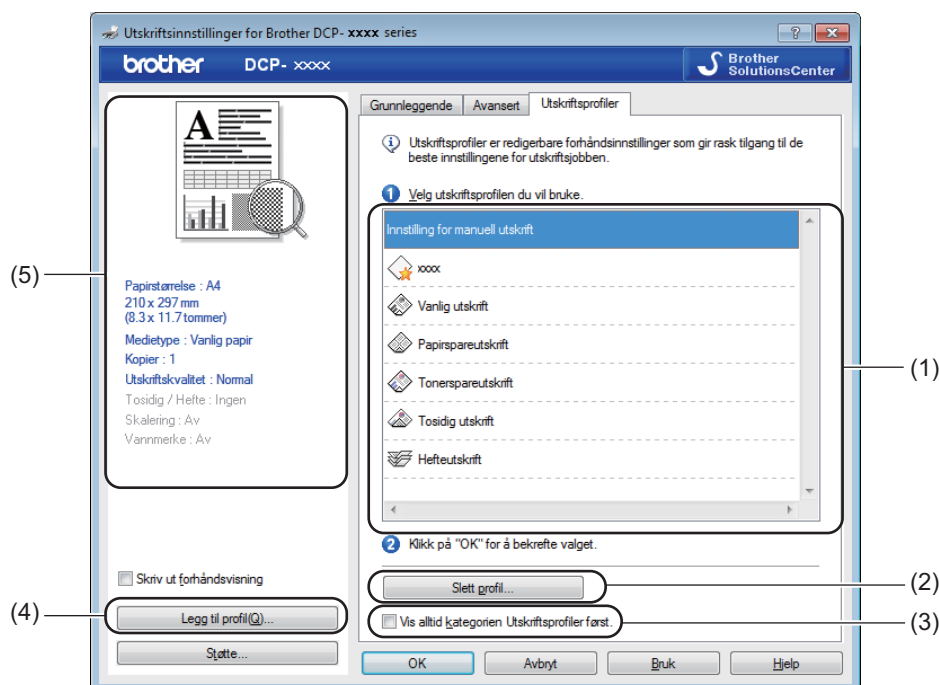 Utskriftsinnstillinger for Brother DCP- xxxx series
brother DCP- xxxx
Brother
SolutionsCenter
A
Papirstørrelse : A4
210 x 297 mm
(8.3 x 11.7 tommer)
Medietype : Vanlig papir
Kopier : 1
Utskriftskvalitet : Normal
Tosidig / Hefte : Ingen
Skalering : Av
Vannmerke : Av
(5)
Skriv ut forhåndsvisning
Legg til profil(Q)...
(4)
Støtte...
Grunnleggende Avansert Utskriftsprofiler
Utskriftsprofiler er redigerbare forhåndsinnstillinger som gir rask tilgang til de
beste innstillingene for utskriftsjobben.
1 Velg utskriftsprofilen du vil bruke.
Innstilling for manuell utskrift
xxxx
Vanlig utskrift
Papirspareutskrift
Tonerspareutskrift
Tosidig utskrift
Hefteutskrift
(1)
2 Klikk på "OK" for å bekrefte valget.
Slett profil...
(2)
Vis alltid kategorien Utskriftsprofiler først.
(3)
OK Avbryt Bruk Hjelp